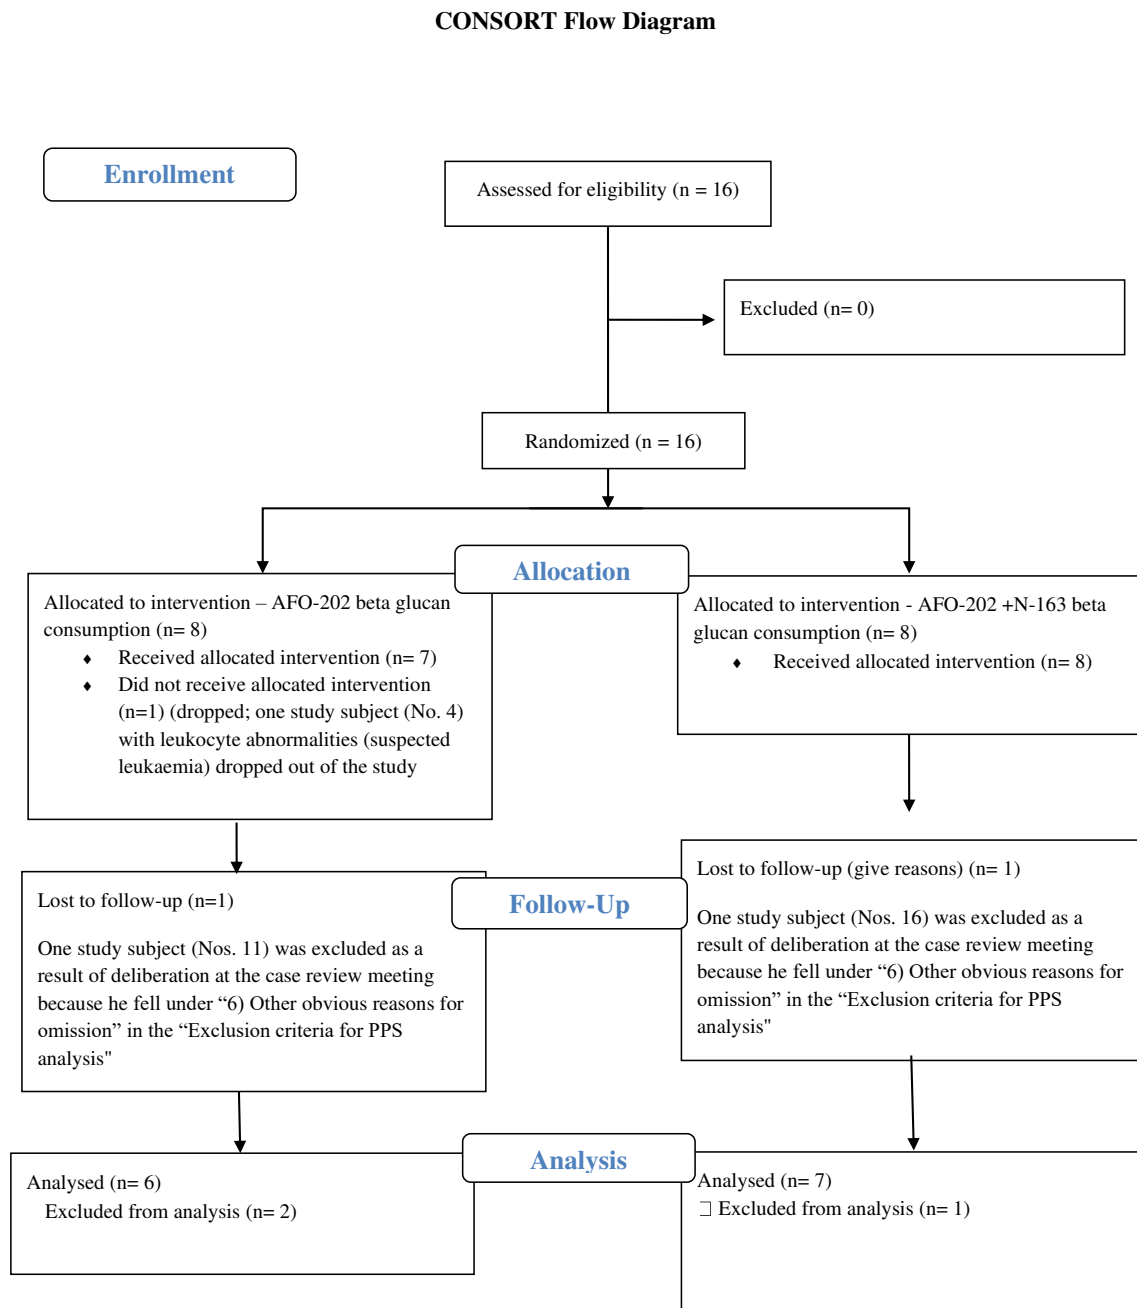 CONSORT Flow Diagram
Enrollment
Assessed for eligibility (n = 16)
Excluded (n= 0)
Randomized (n = 16)
Allocation
Allocated to intervention – AFO-202 beta glucan
consumption (n= 8)
♦ Received allocated intervention (n= 7)
♦ Did not receive allocated intervention
(n=1) (dropped; one study subject (No. 4)
with leukocyte abnormalities (suspected
leukaemia) dropped out of the study
Allocated to intervention - AFO-202 +N-163 beta
glucan consumption (n= 8)
♦ Received allocated intervention (n= 8)
Follow-Up
Lost to follow-up (n=1)
One study subject (Nos. 11) was excluded as a
result of deliberation at the case review meeting
because he fell under “6) Other obvious reasons for
omission” in the “Exclusion criteria for PPS
analysis"
Lost to follow-up (give reasons) (n= 1)
One study subject (Nos. 16) was excluded as a
result of deliberation at the case review meeting
because he fell under “6) Other obvious reasons for
omission” in the “Exclusion criteria for PPS
analysis"
Analysis
Analysed (n= 6)
Excluded from analysis (n= 2)
Analysed (n= 7)
□ Excluded from analysis (n= 1)